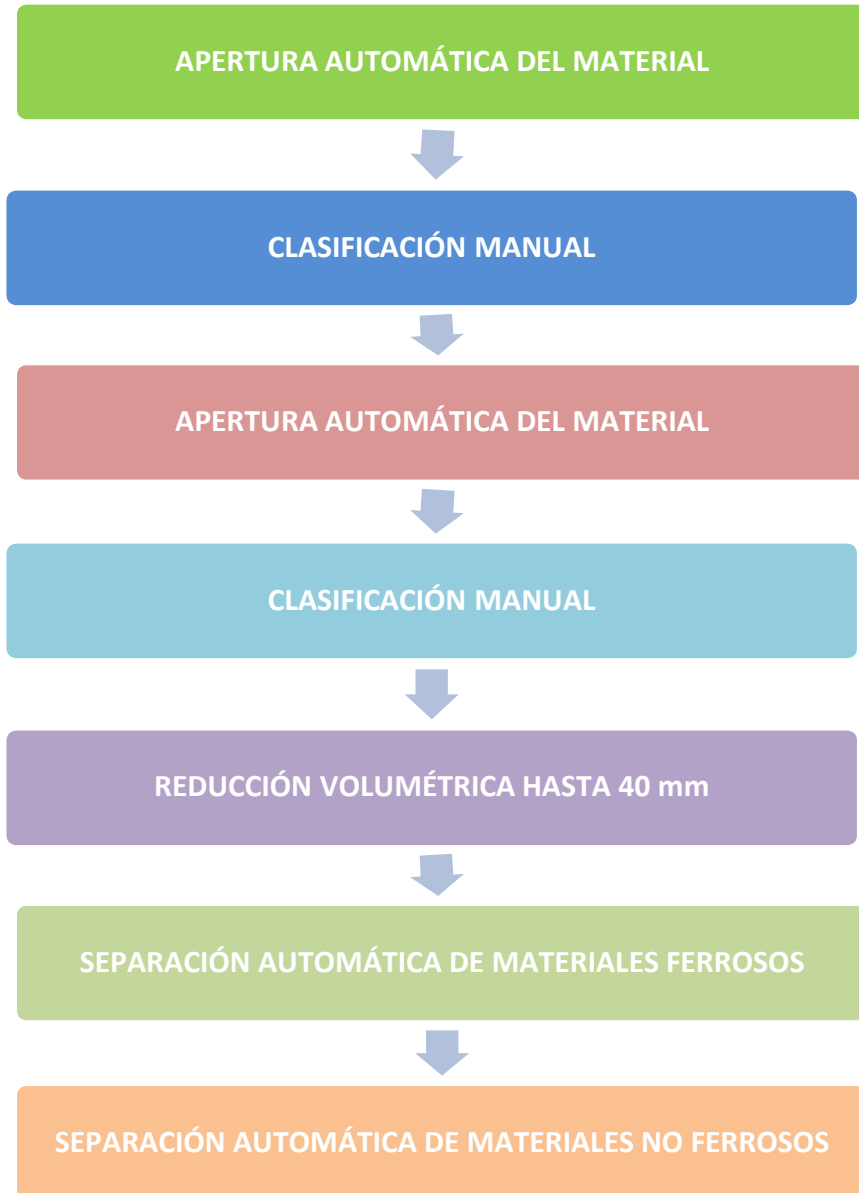 APERTURA AUTOMÁTICA DEL MATERIAL
CLASIFICACIÓN MANUAL
APERTURA AUTOMÁTICA DEL MATERIAL
CLASIFICACIÓN MANUAL
REDUCCIÓN VOLUMÉTRICA HASTA 40 mm
SEPARACIÓN AUTOMÁTICA DE MATERIALES FERROSOS
SEPARACIÓN AUTOMÁTICA DE MATERIALES NO FERROSOS